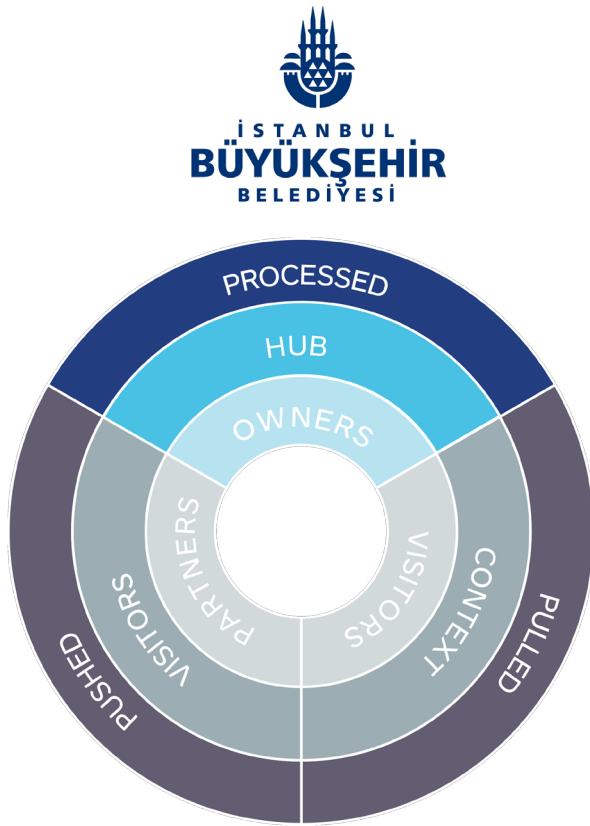 İSTANBUL
BÜYÜKŞEHİR
BELEDİYESİ
PROCESSED
HUB
OWNERS
PARTNERS
VISITORS
VISITORS
CONTEXT
PUSHED
PULLED